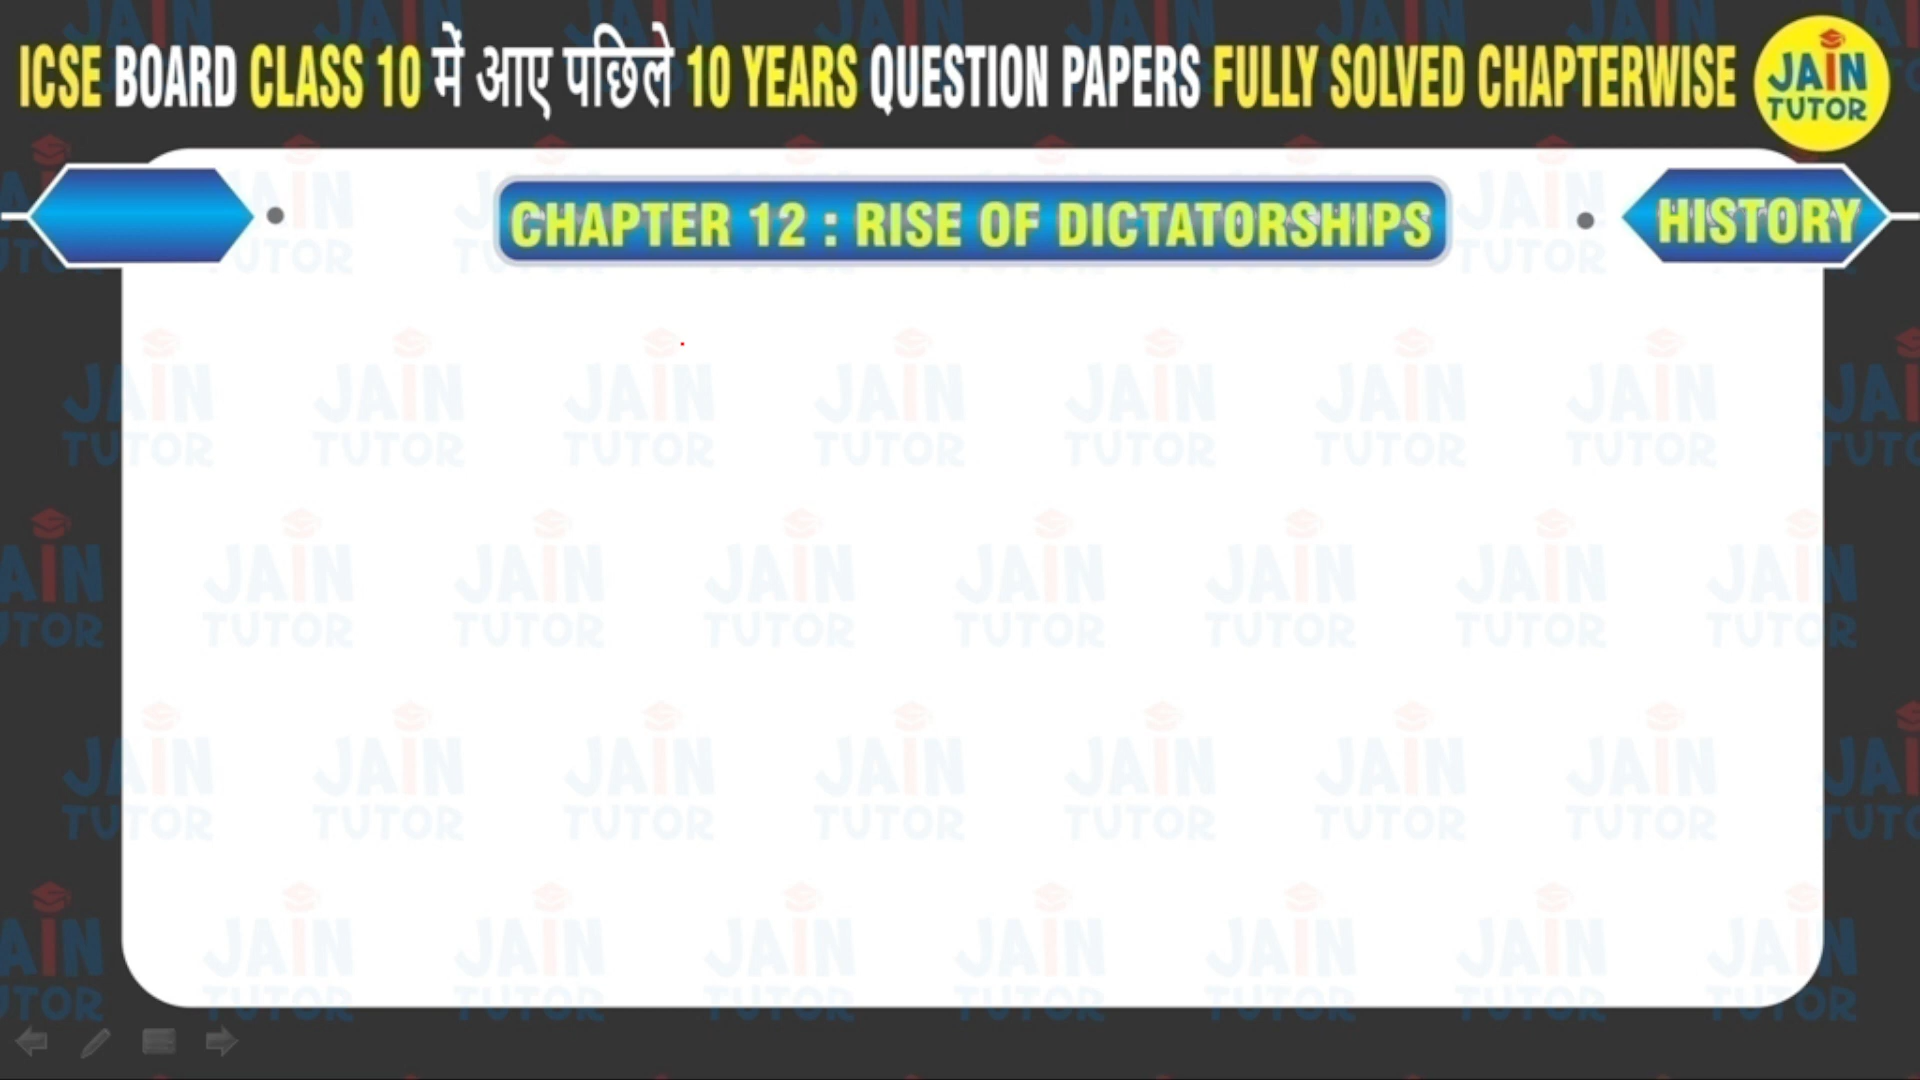 ICSE BOARD CLASS 10 में आए पछिले 10 YEARS QUESTION PAPERS FULLY SOLVED CHAPTERWISE
JAIN
TUTOR
CHAPTER 12 : RISE OF DICTATORSHIPS
HISTORY